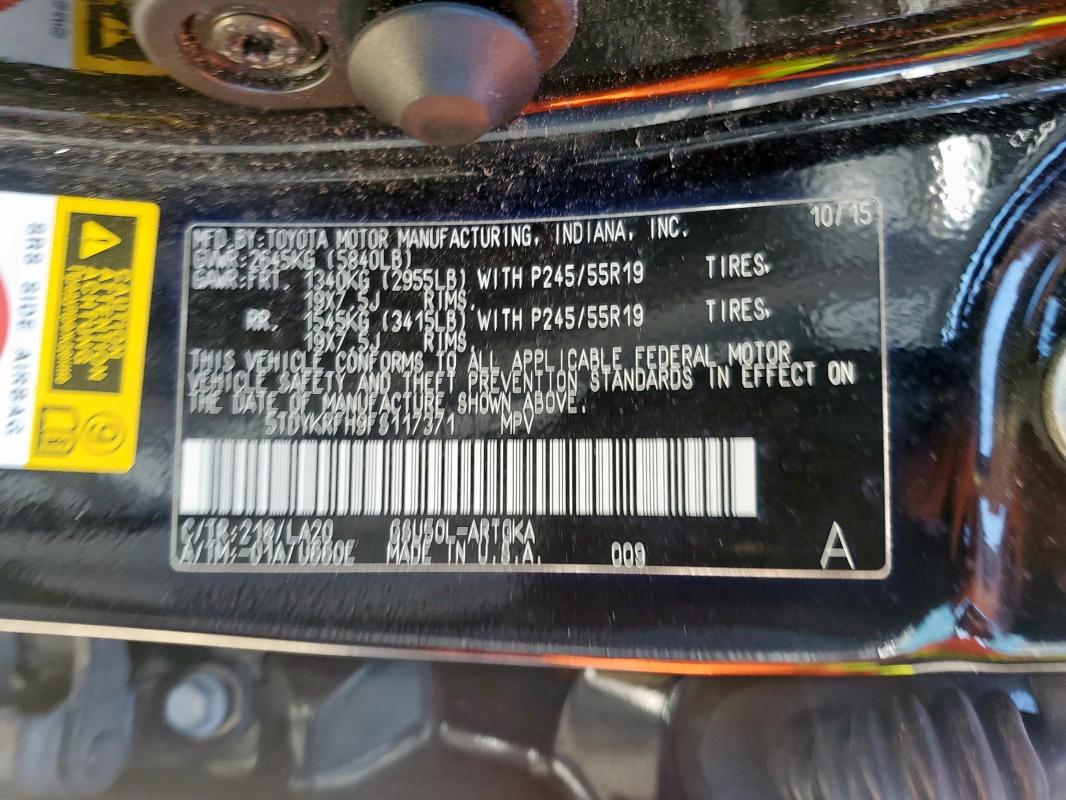 MFD.BY:TOYOTA MOTOR MANUFACTURING, INDIANA, INC. 10/15
GVWR:2645KG (5840LB)
GAWR:FRT. 1340KG (2955LB) WITH P245/55R19 TIRES,
19X7.5J RIMS,
RR. 1545KG (3415LB) WITH P245/55R19 TIRES,
19X7.5J RIMS.
THIS VEHICLE CONFORMS TO ALL APPLICABLE FEDERAL MOTOR
VEHICLE SAFETY AND THEFT PREVENTION STANDARDS IN EFFECT ON
THE DATE OF MANUFACTURE SHOWN ABOVE.
5TDYKRFH9FS117371 MPV
C/TR:218/LA20 GSU50L-ARTGKA
A/TM:-01A/U660E MADE IN U.S.A. 009 A
SRS SIDE AIRBAG
CAUTION
ATTENTION